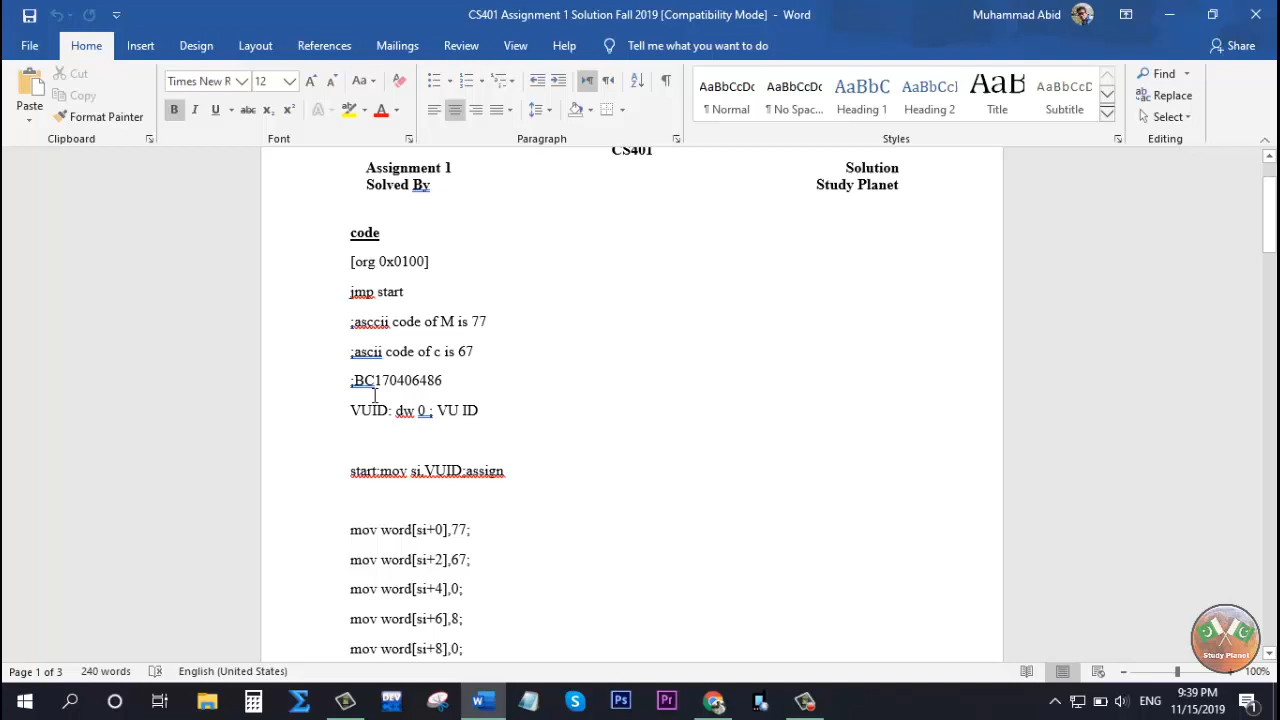 CS401 Assignment 1 Solution Fall 2019 [Compatibility Mode] - Word
Muhammad Abid
File Home Insert Design Layout References Mailings Review View Help Tell me what you want to do Share
Paste
Cut
Copy
Format Painter
Clipboard
Times New R 12
Font
Paragraph
AaBbCcDc ¶ Normal
AaBbCcDc ¶ No Spac...
AaBbC Heading 1
AaBbCcI Heading 2
AaB Title
AaBbCcD Subtitle
Styles
Find
Replace
Select
Editing
CS401
Assignment 1 Solution
Solved By Study Planet
code
[org 0x0100]
jmp start
;asccii code of M is 77
;ascii code of c is 67
;BC170406486
VUID: dw 0 ; VU ID
start:mov si,VUID;assign
mov word[si+0],77;
mov word[si+2],67;
mov word[si+4],0;
mov word[si+6],8;
mov word[si+8],0;
Study Planet
Page 1 of 3 240 words English (United States) 100%
ENG
9:39 PM
11/15/2019